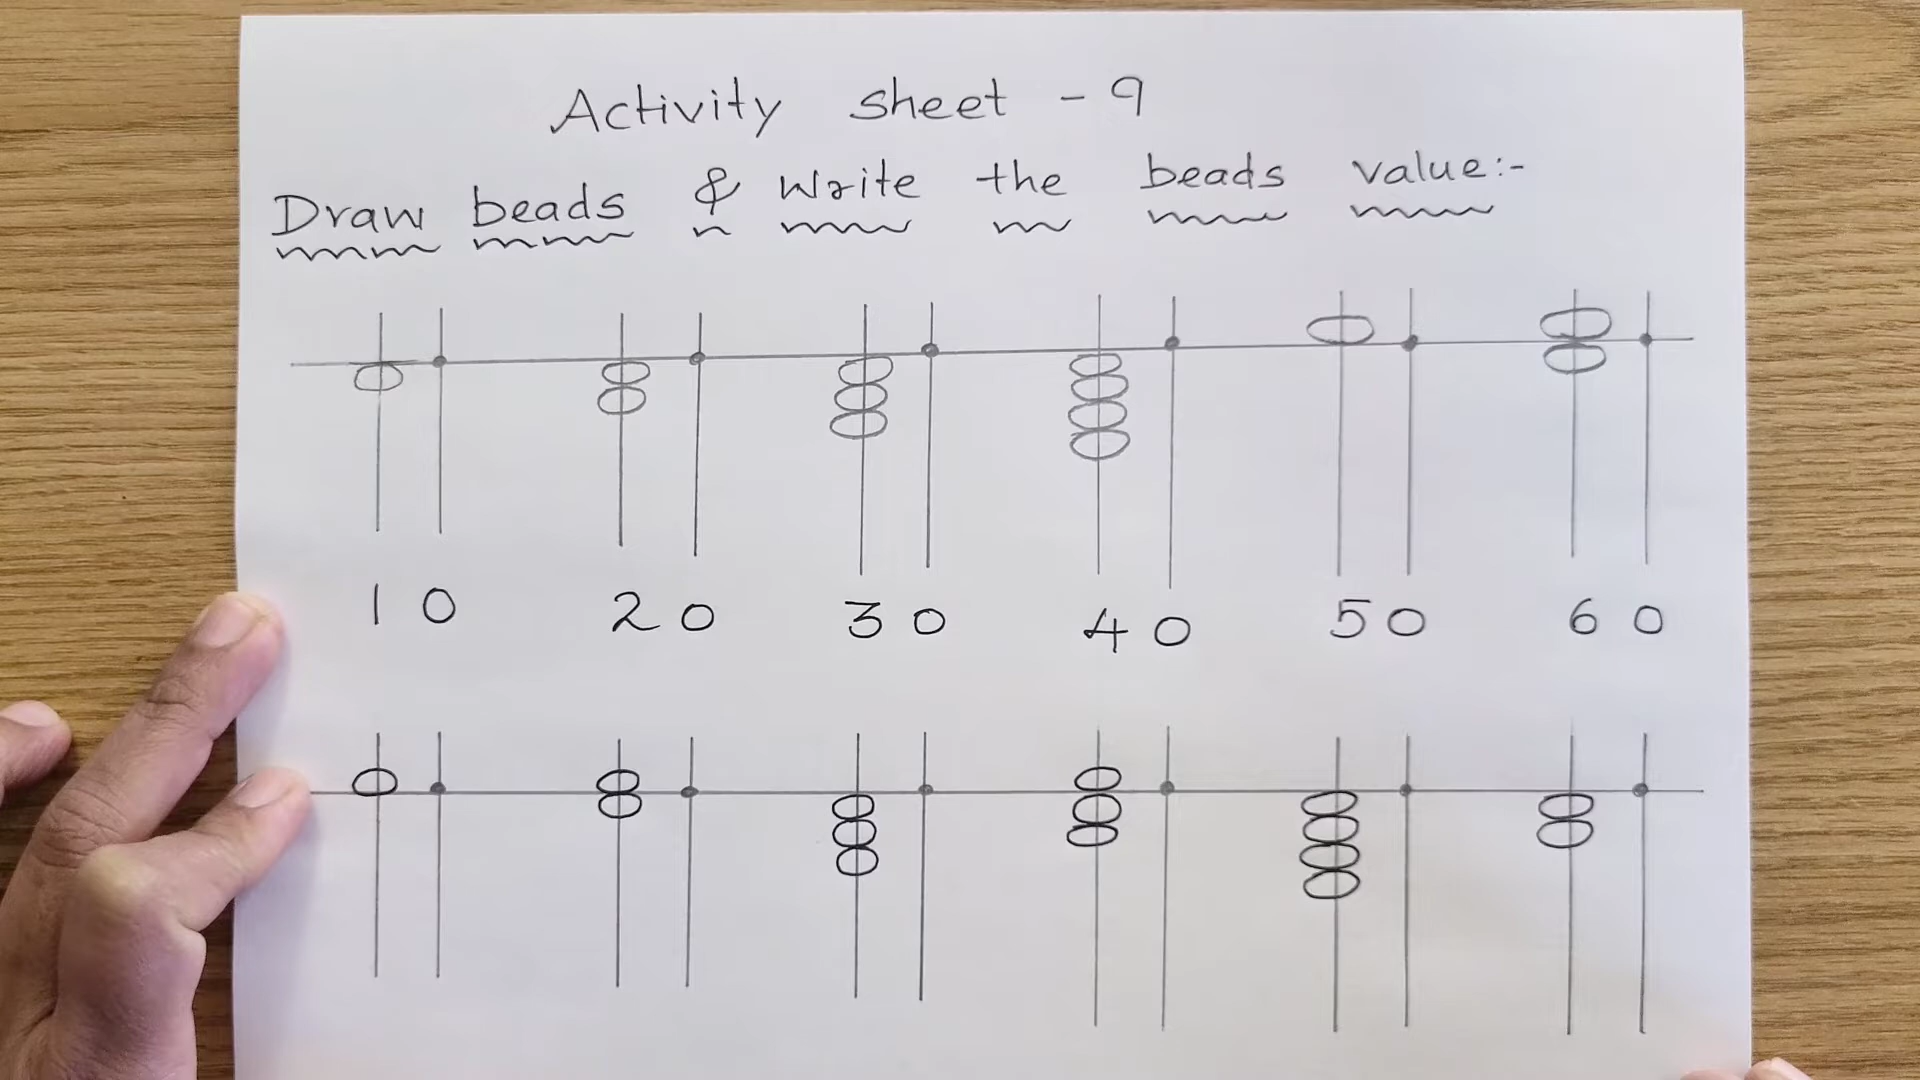 Activity sheet - 9
Draw beads & Write the beads value:-
10 20 30 40 50 60